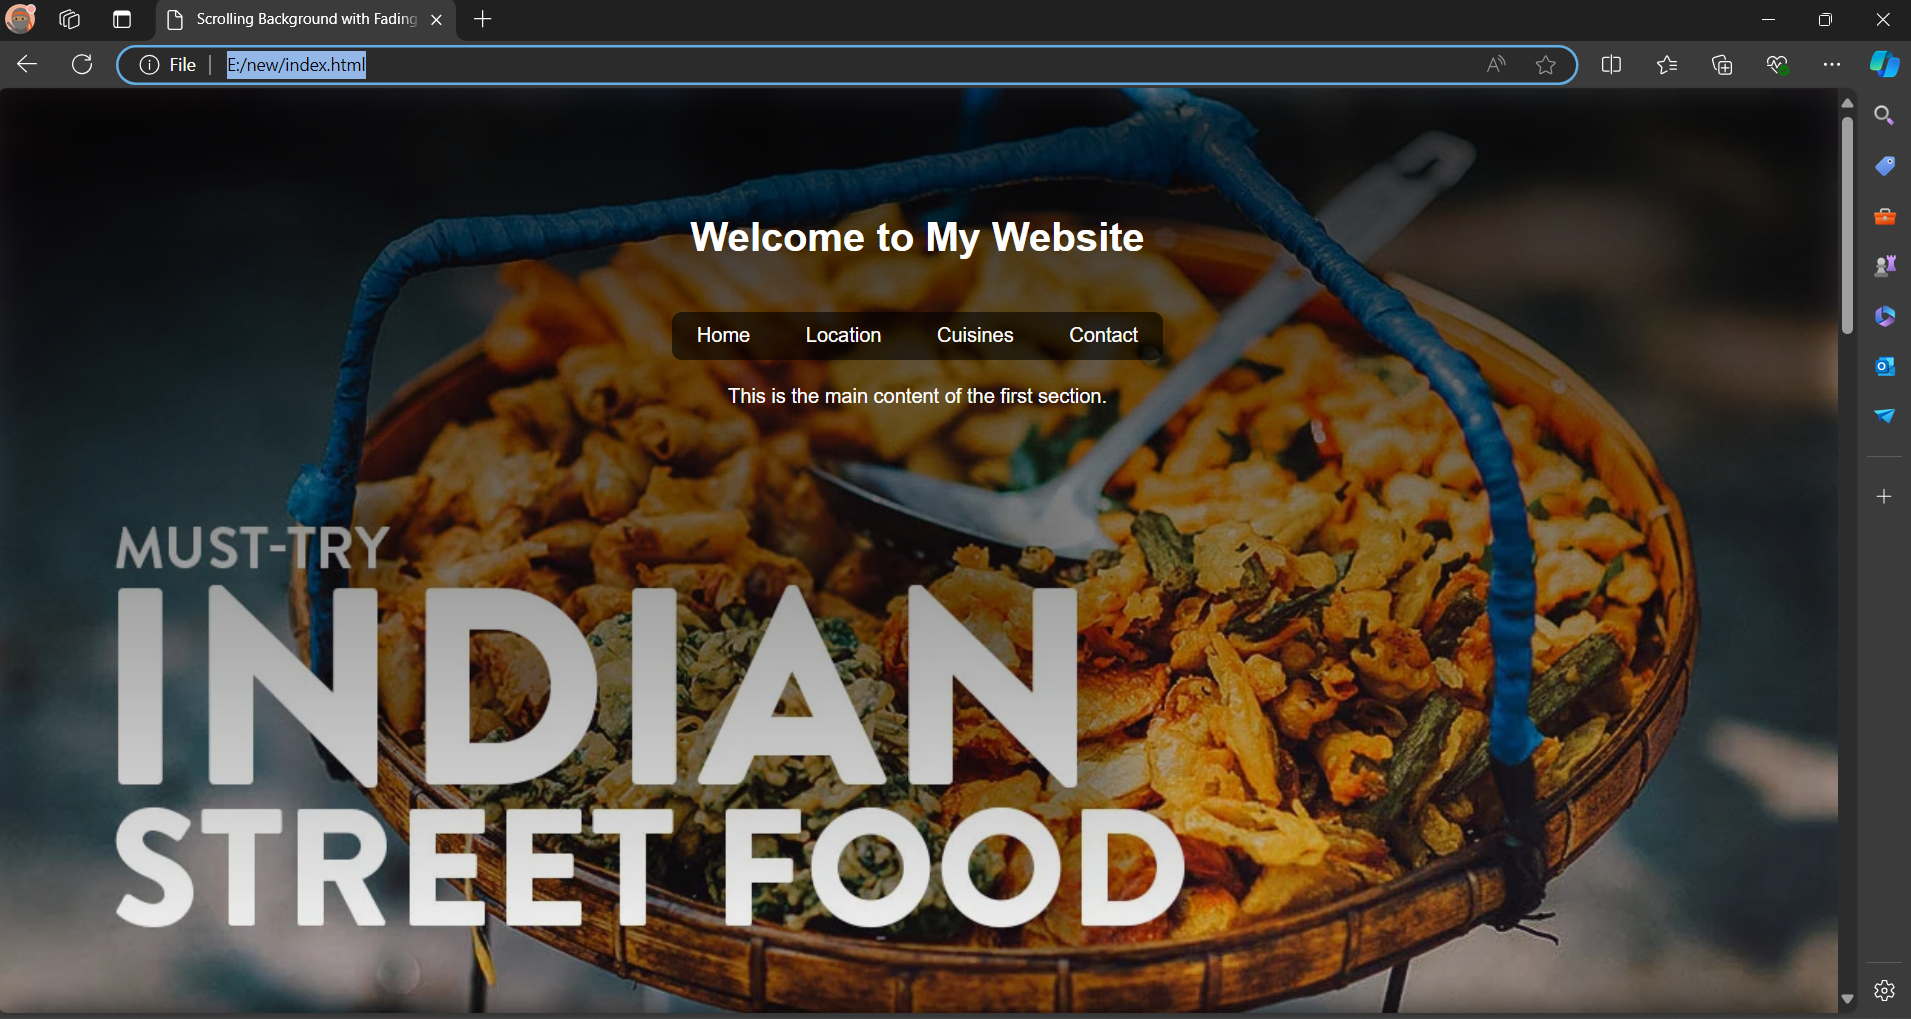 Scrolling Background with Fading
File
E:/new/index.html
Welcome to My Website
Home Location Cuisines Contact
This is the main content of the first section.
MUST-TRY
INDIAN
STREET FOOD